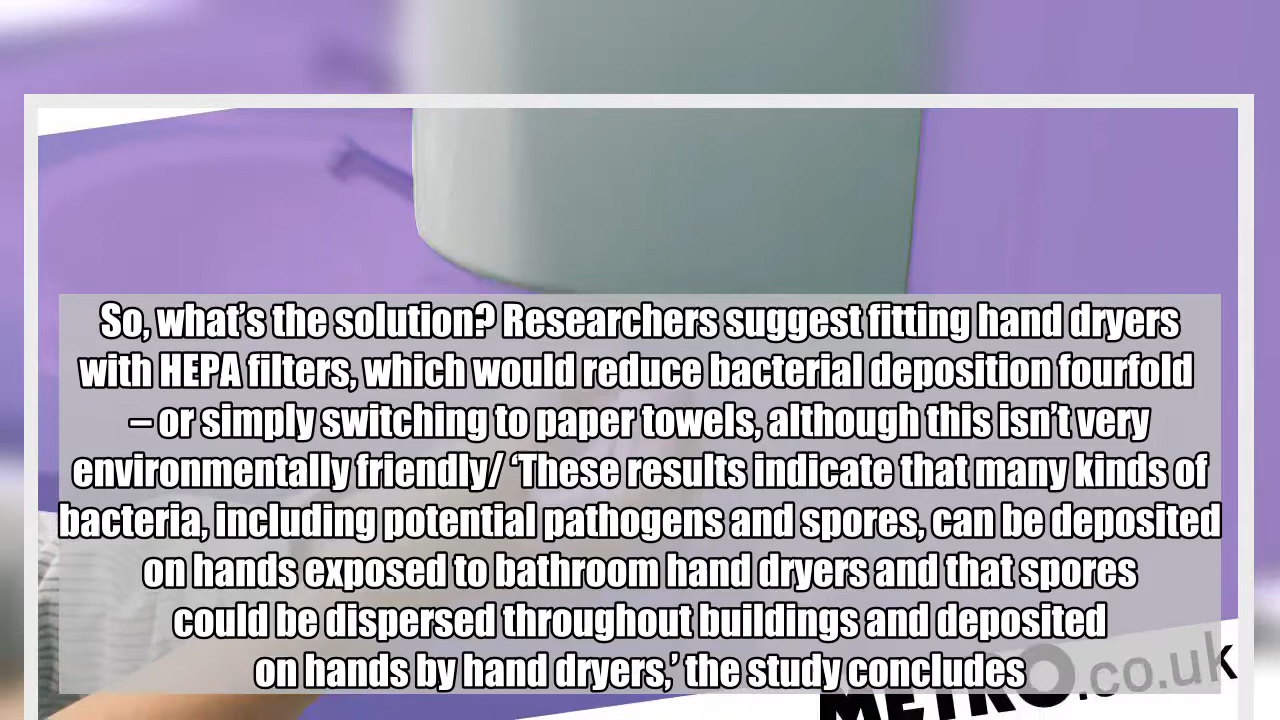 So, what’s the solution? Researchers suggest fitting hand dryers
with HEPA filters, which would reduce bacterial deposition fourfold
– or simply switching to paper towels, although this isn’t very
environmentally friendly/ ‘These results indicate that many kinds of
bacteria, including potential pathogens and spores, can be deposited
on hands exposed to bathroom hand dryers and that spores
could be dispersed throughout buildings and deposited
on hands by hand dryers,’ the study concludes
METRO.co.uk